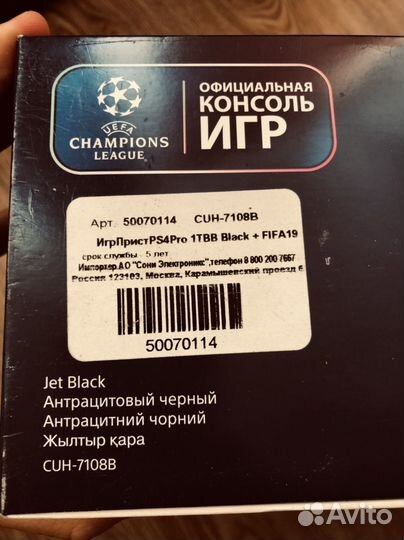 UEFA
CHAMPIONS
LEAGUE
ОФИЦИАЛЬНАЯ
КОНСОЛЬ
ИГР
Арт. 50070114 CUH-7108B
ИгрПристPS4Pro 1TBB Black + FIFA19
срок службы - 5 лет
Импортер АО "Сони Электроникс",телефон 8 800 200 7667
Россия 123103, Москва, Карамышевский проезд 6
50070114
Jet Black
Антрацитовый черный
Антрацитний чорний
Жылтыр қара
CUH-7108B
Avito